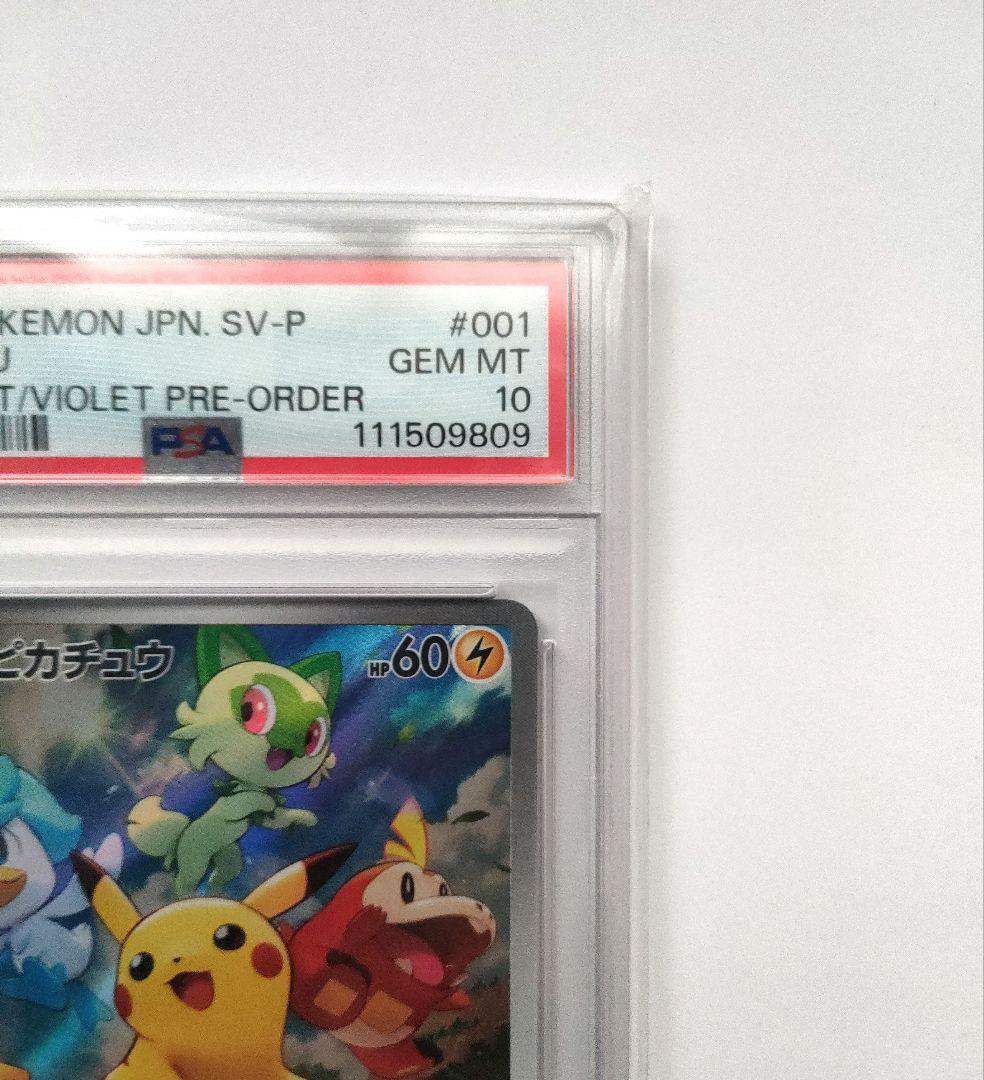 KEMON JPN. SV-P #001
U GEM MT
T/VIOLET PRE-ORDER 10
PSA 111509809
ピカチュウ HP60